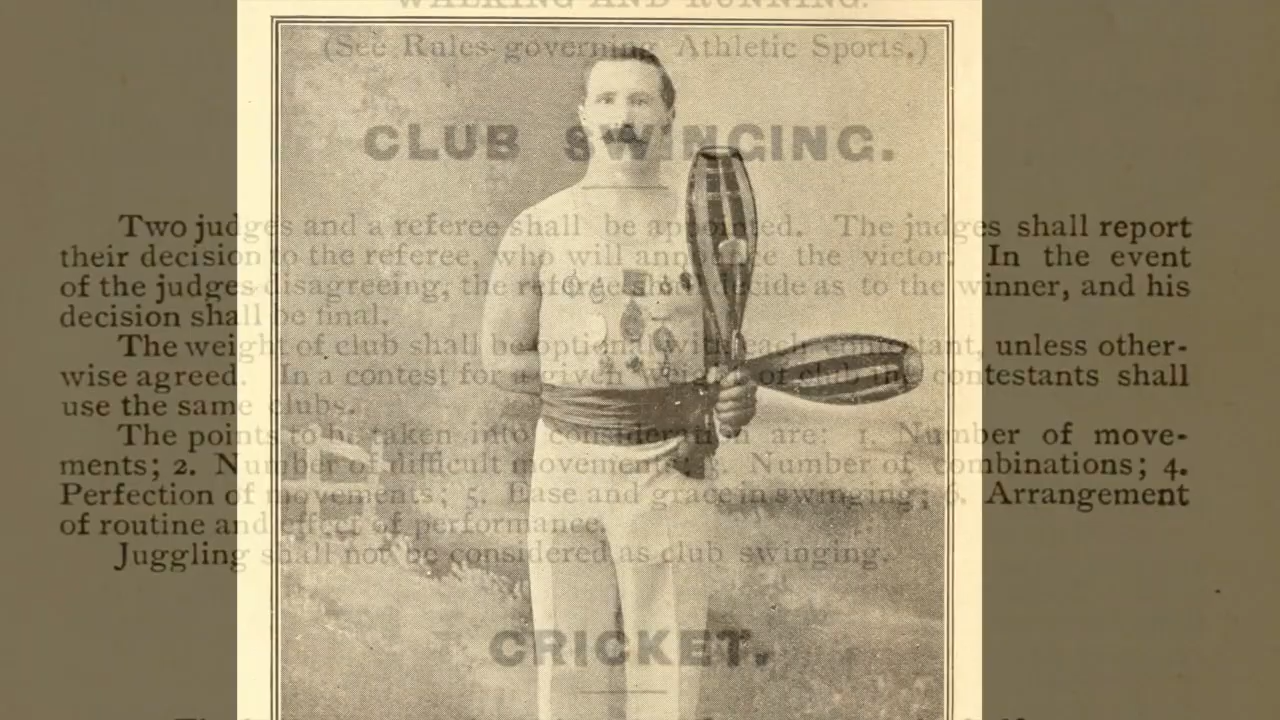 WALKING AND RUNNING.
(See Rules governing Athletic Sports.)
CLUB SWINGING.
Two judges and a referee shall be appointed. The judges shall report
their decision to the referee, who will announce the victor. In the event
of the judges disagreeing, the referee shall decide as to the winner, and his
decision shall be final.
The weight of club shall be optional with each contestant, unless other-
wise agreed. In a contest for a given weight of club the contestants shall
use the same clubs.
The points to be taken into consideration are: 1. Number of move-
ments; 2. Number of difficult movements; 3. Number of combinations; 4.
Perfection of movements; 5. Ease and grace in swinging; 6. Arrangement
of routine and effect of performance.
Juggling shall not be considered as club swinging.
CRICKET.